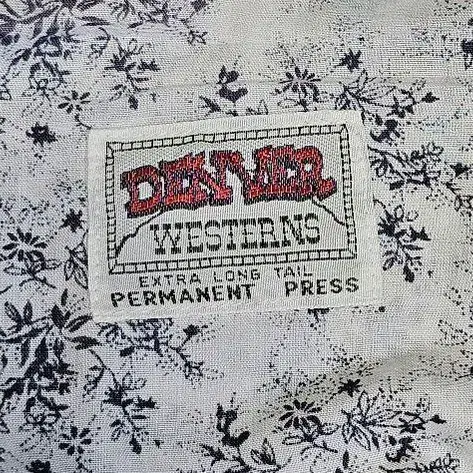 DENVER
WESTERNS
EXTRA LONG TAIL
PERMANENT PRESS